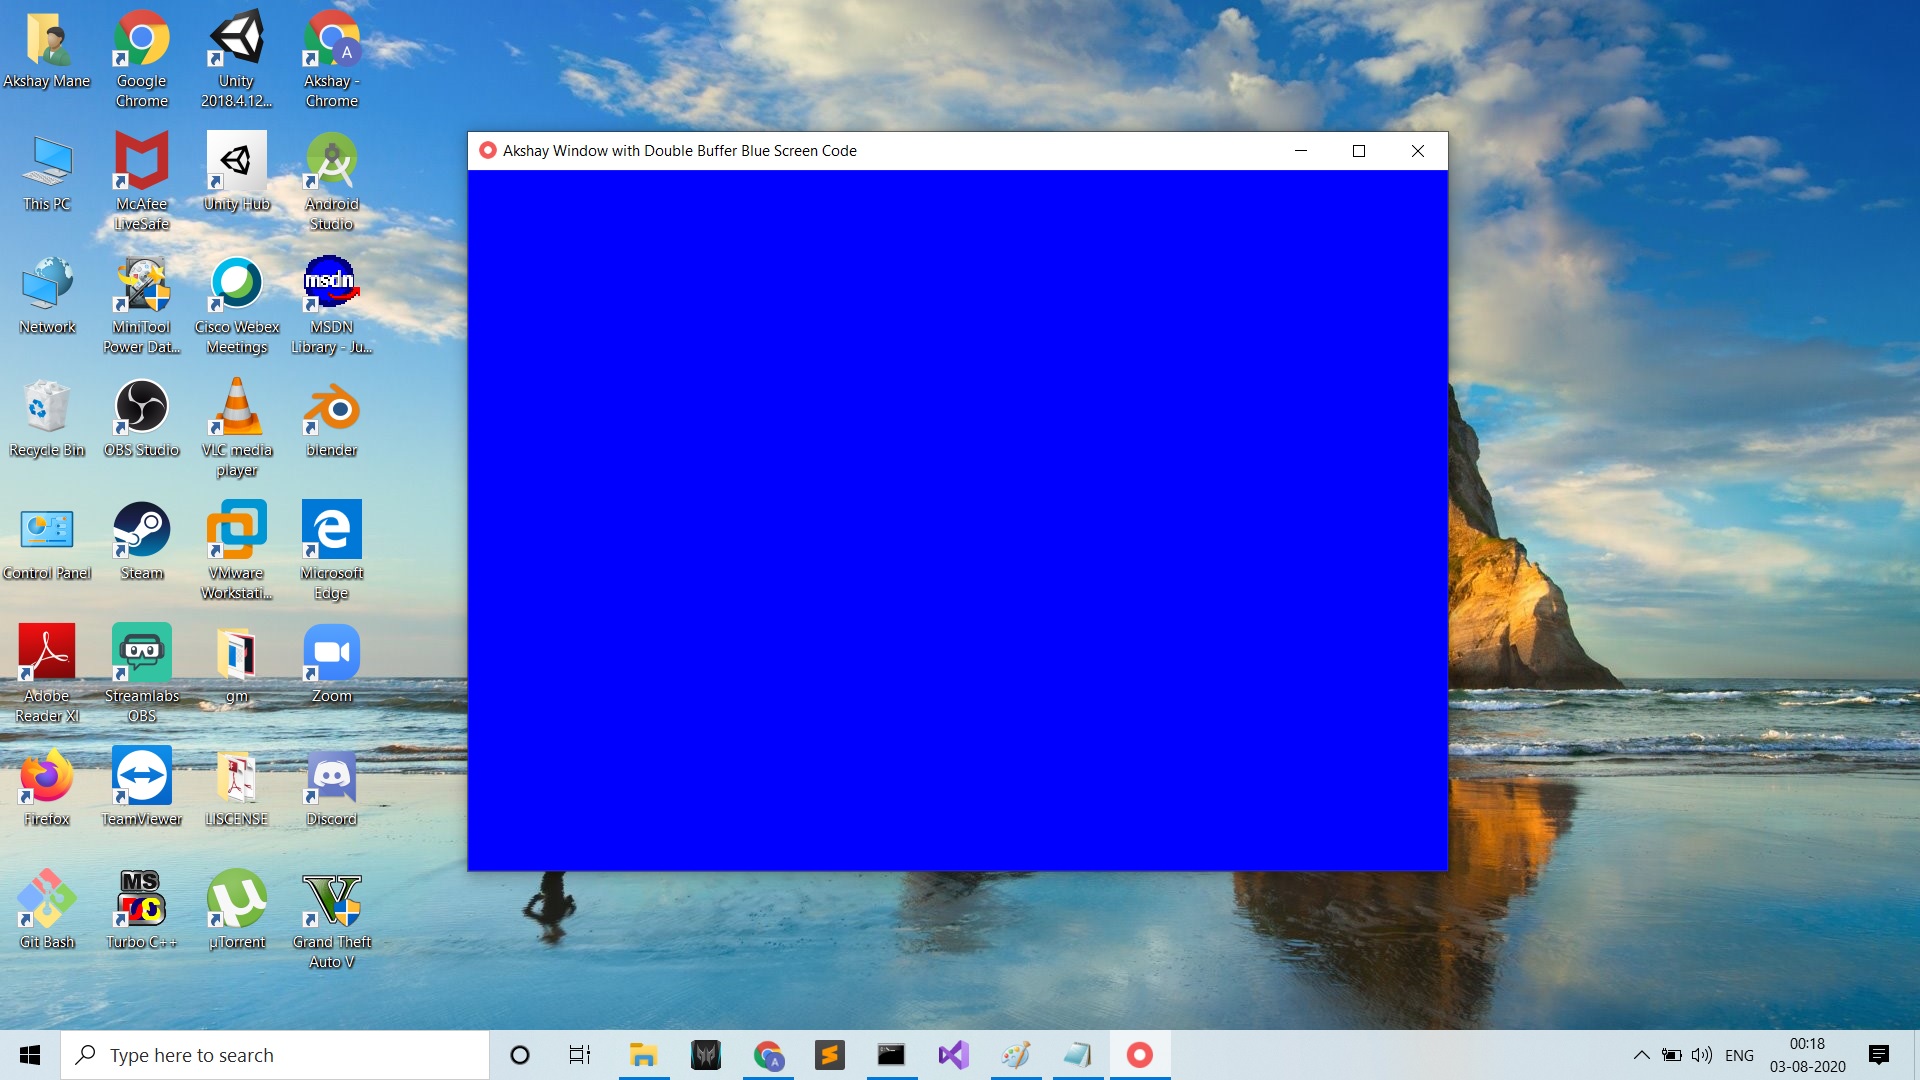 Akshay Mane
Google
Chrome
Unity
2018.4.12...
A
Akshay -
Chrome
This PC
McAfee
LiveSafe
Unity Hub
Android
Studio
Network
MiniTool
Power Dat...
Cisco Webex
Meetings
msdn
MSDN
Library - Ju...
Recycle Bin
OBS Studio
VLC media
player
blender
Control Panel
Steam
VMware
Workstati...
Microsoft
Edge
Adobe
Reader XI
Streamlabs
OBS
gm
Zoom
Firefox
TeamViewer
LISCENSE
Discord
Git Bash
MS
Turbo C++
µTorrent
V
Grand Theft
Auto V
Akshay Window with Double Buffer Blue Screen Code
Type here to search
A
ENG
00:18
03-08-2020